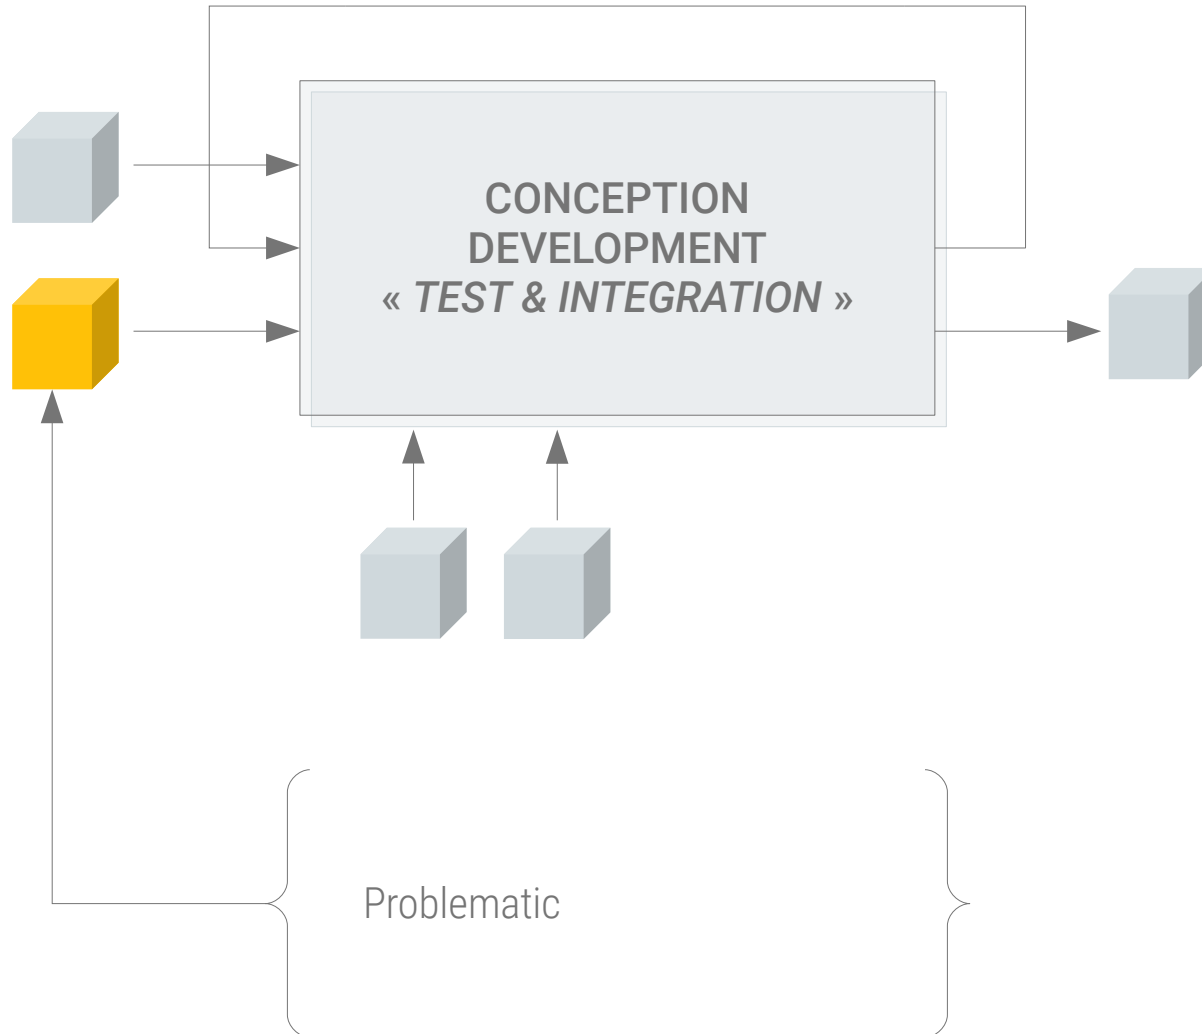 CONCEPTION
DEVELOPMENT
« TEST & INTEGRATION »
Problematic